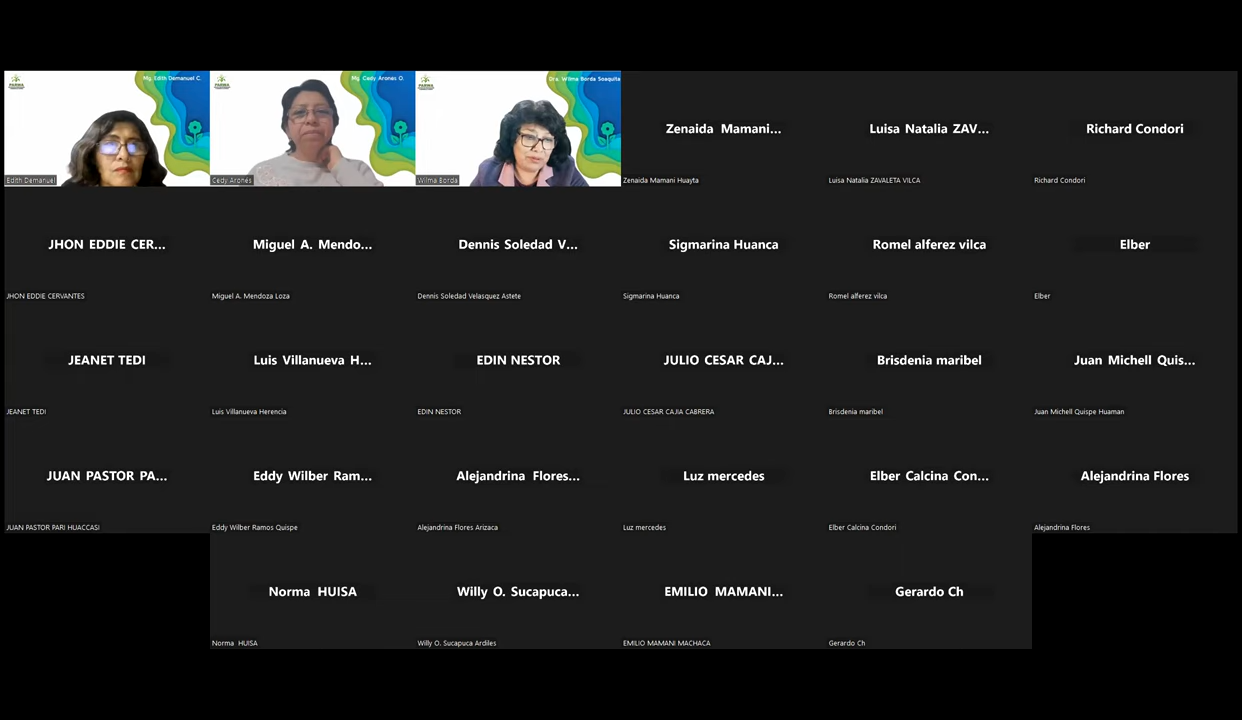 PARWA
Mg. Edith Demanuel C.
Edith Demanuel
PARWA
Mg. Cedy Arones O.
Cedy Aronés
PARWA
Dra. Wilma Borda Soaquita
Wilma Borda
Zenaida Mamani...
Zenaida Mamani Huayta
Luisa Natalia ZAV...
Luisa Natalia ZAVALETA VILCA
Richard Condori
Richard Condori
JHON EDDIE CER...
JHON EDDIE CERVANTES
Miguel A. Mendo...
Miguel A. Mendoza Loza
Dennis Soledad V...
Dennis Soledad Velasquez Astete
Sigmarina Huanca
Sigmarina Huanca
Romel alferez vilca
Romel alferez vilca
Elber
Elber
JEANET TEDI
JEANET TEDI
Luis Villanueva H...
Luis Villanueva Herencia
EDIN NESTOR
EDIN NESTOR
JULIO CESAR CAJ...
JULIO CESAR CAJIA CABRERA
Brisdenia maribel
Brisdenia maribel
Juan Michell Quis...
Juan Michell Quispe Huaman
JUAN PASTOR PA...
JUAN PASTOR PARI HUACCASI
Eddy Wilber Ram...
Eddy Wilber Ramos Quispe
Alejandrina Flores...
Alejandrina Flores Arizaca
Luz mercedes
Luz mercedes
Elber Calcina Con...
Elber Calcina Condori
Alejandrina Flores
Alejandrina Flores
Norma HUISA
Norma HUISA
Willy O. Sucapuca...
Willy O. Sucapuca Ardiles
EMILIO MAMANI...
EMILIO MAMANI MACHACA
Gerardo Ch
Gerardo Ch